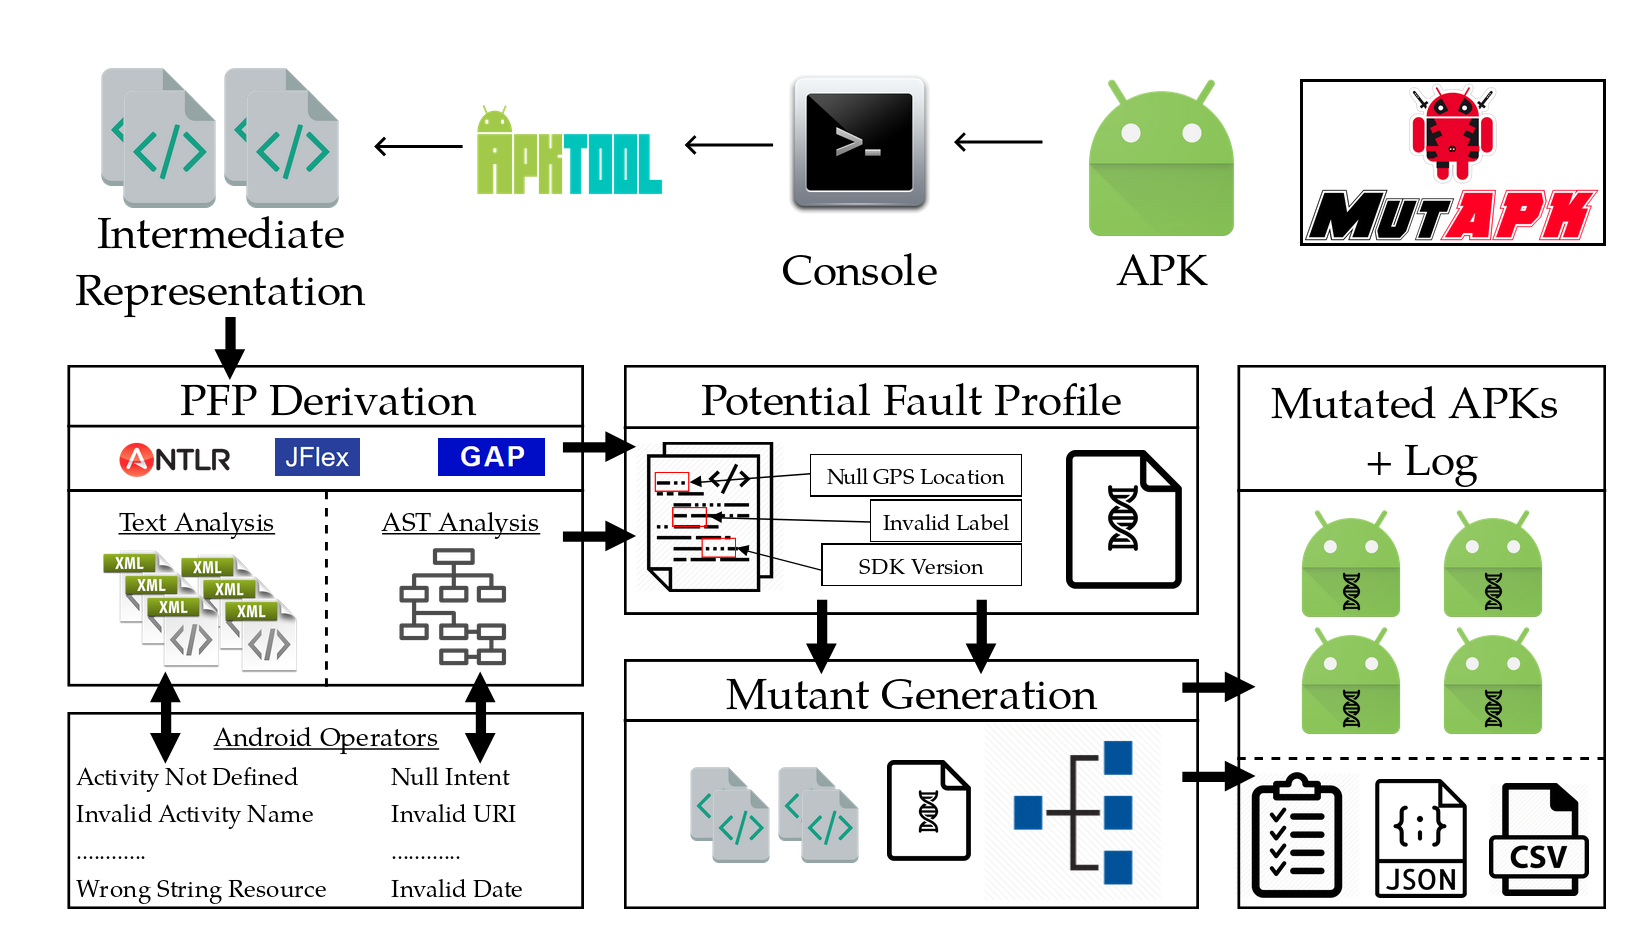 </>
</>
APKTOOL
>_
MutAPK
Intermediate
Representation
Console
APK
PFP Derivation
ANTLR
JFlex
GAP
Text Analysis
AST Analysis
XML
XML
XML
XML
XML
XML
</>
</>
Android Operators
Activity Not Defined
Null Intent
Invalid Activity Name
Invalid URI
............
............
Wrong String Resource
Invalid Date
Potential Fault Profile
</>
Null GPS Location
Invalid Label
SDK Version
Mutant Generation
</>
</>
Mutated APKs
+ Log
{;}
JSON
CSV